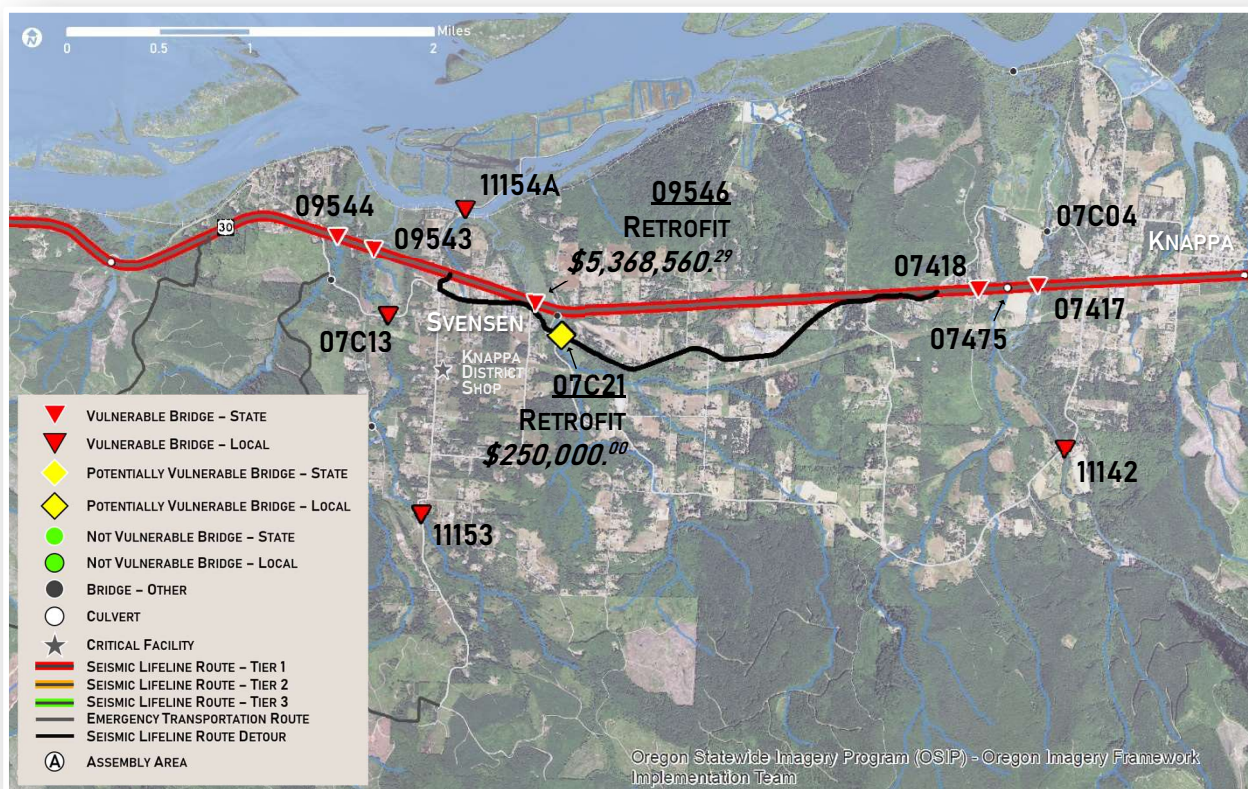 Miles
0 0.5 1 2
11154A
09546
RETROFIT
$5,368,560.29
09544
09543
30
07C04
KNAPPA
07418
07417
07475
SVENSEN
07C13
KNAPPA
DISTRICT
SHOP
07C21
RETROFIT
$250,000.00
11142
11153
VULNERABLE BRIDGE – STATE
VULNERABLE BRIDGE – LOCAL
POTENTIALLY VULNERABLE BRIDGE – STATE
POTENTIALLY VULNERABLE BRIDGE – LOCAL
NOT VULNERABLE BRIDGE – STATE
NOT VULNERABLE BRIDGE – LOCAL
BRIDGE – OTHER
CULVERT
CRITICAL FACILITY
SEISMIC LIFELINE ROUTE – TIER 1
SEISMIC LIFELINE ROUTE – TIER 2
SEISMIC LIFELINE ROUTE – TIER 3
EMERGENCY TRANSPORTATION ROUTE
SEISMIC LIFELINE ROUTE DETOUR
A ASSEMBLY AREA
Oregon Statewide Imagery Program (OSIP) - Oregon Imagery Framework
Implementation Team